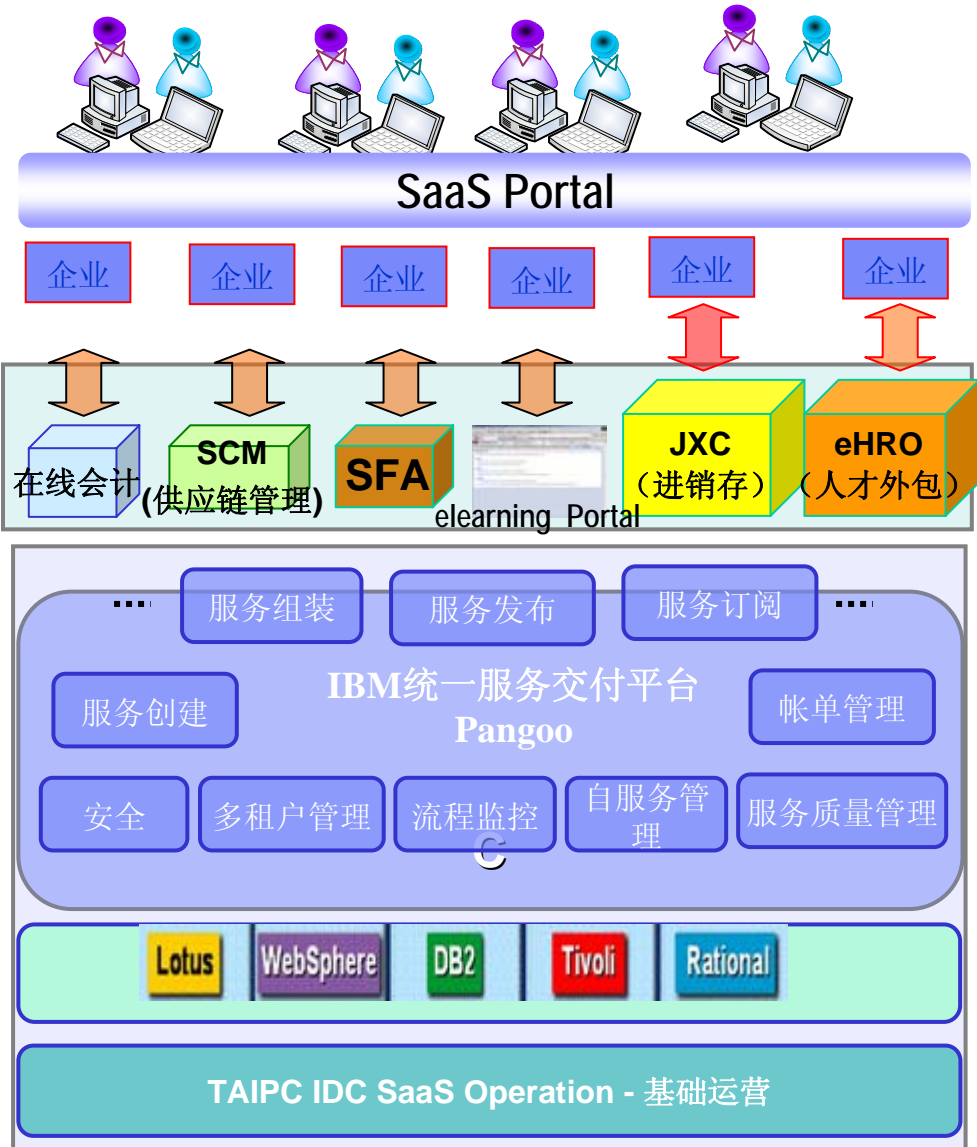 SaaS Portal
企业
企业
企业
企业
企业
企业
在线会计
SCM
(供应链管理)
SFA
elearning Portal
JXC
（进销存）
eHRO
（人才外包）
....
服务组装
服务发布
服务订阅
....
服务创建
IBM统一服务交付平台
Pangoo
帐单管理
安全
多租户管理
流程监控
自服务管
理
服务质量管理
C
Lotus
WebSphere
DB2
Tivoli
Rational
TAIPC IDC SaaS Operation - 基础运营